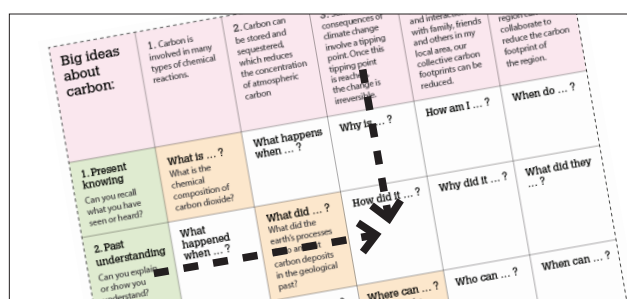 Big ideas
about
carbon:
1. Carbon is
involved in many
types of chemical
reactions.
2. Carbon can
be stored and
sequestered,
which reduces
the concentration
of atmospheric
carbon
consequences of
climate change
involve a tipping
point. Once this
tipping point
is reached
the change is
irreversible.
and interac
with family, friends
and others in my
local area, our
collective carbon
footprints can be
reduced.
region c
collaborate to
reduce the carbon
footprint of
the region.
1. Present
knowing
Can you recall
what you have
seen or heard?
What is ... ?
What is the
chemical
composition of
carbon dioxide?
What happens
when ... ?
Why is ... ?
How am I ... ?
When do ... ?
2. Past
understanding
Can you explain
or show you
understand?
What
happened
when ... ?
What did ... ?
What did the
earth's processes
carbon deposits
in the geological
past?
How did it ... ?
Why did it ... ?
What did they
... ?
Where can ... ?
Who can ... ?
When can ... ?